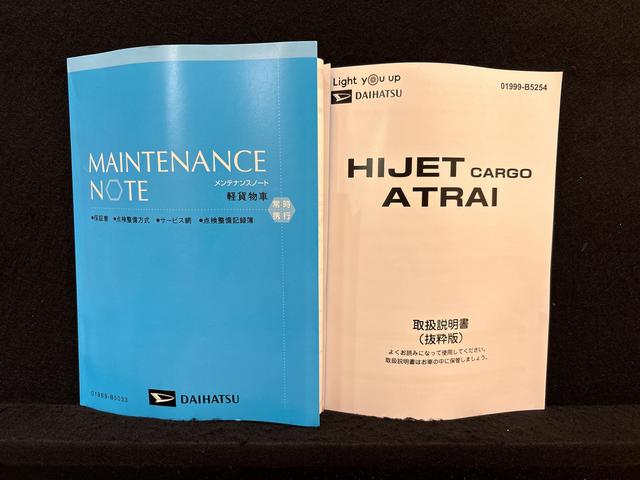 MAINTENANCE
NOTE
メンテナンスノート
軽貨物車
常時
携行
●保証書 ●点検整備方式 ●サービス網 ●点検整備記録簿
01999-B5033
DAIHATSU
Light you up
DAIHATSU
01999-B5254
HIJET CARGO
ATRAI
取扱説明書
(抜粋版)
よくお読みになって使用してください。
取扱説明書はお車の中に保管しましょう。